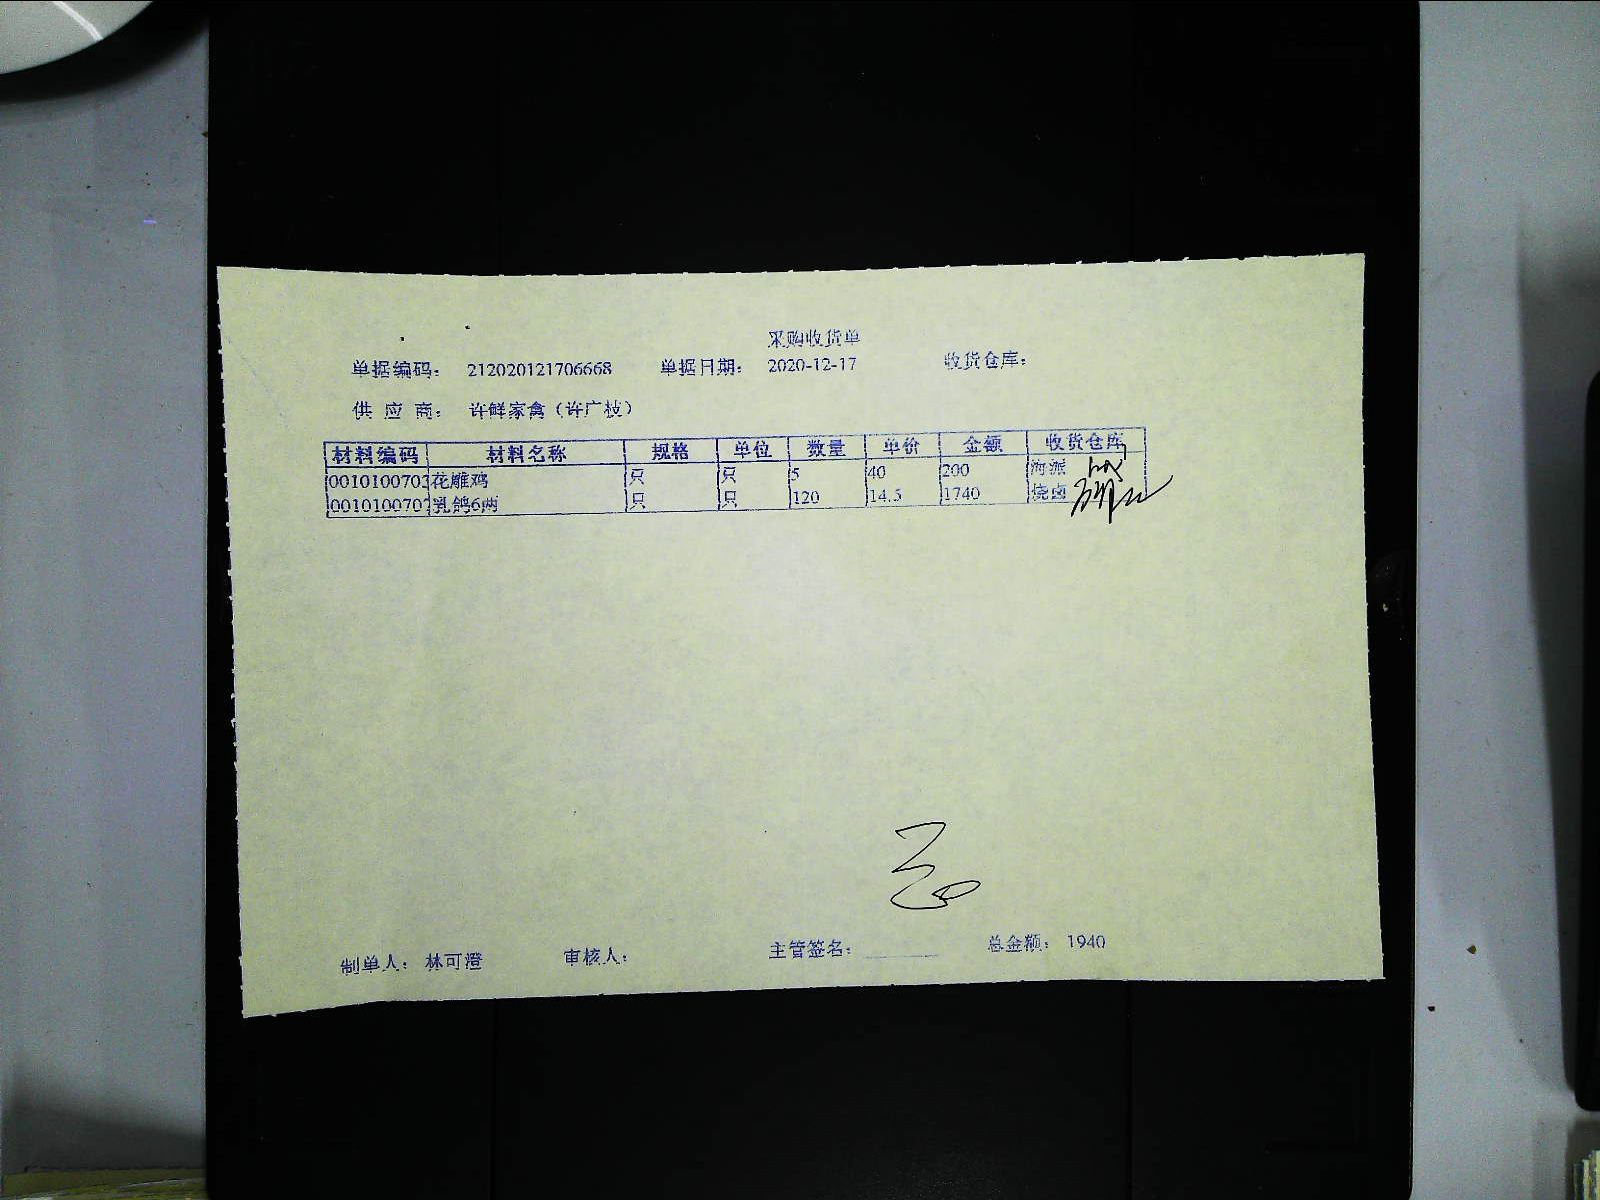 采购收货单
单据编码: 212020121706668 单据日期: 2020-12-17 收货仓库:
供应商: 许鲜家禽(许广枝)
材料编码 材料名称 规格 单位 数量 单价 金额 收货仓库
0010100703 花雕鸡 只 只 5 40 200 海派
0010100707 乳鸽6两 只 只 120 14.5 1740 烧卤
制单人: 林可澄 审核人: 主管签名: 总金额: 1940